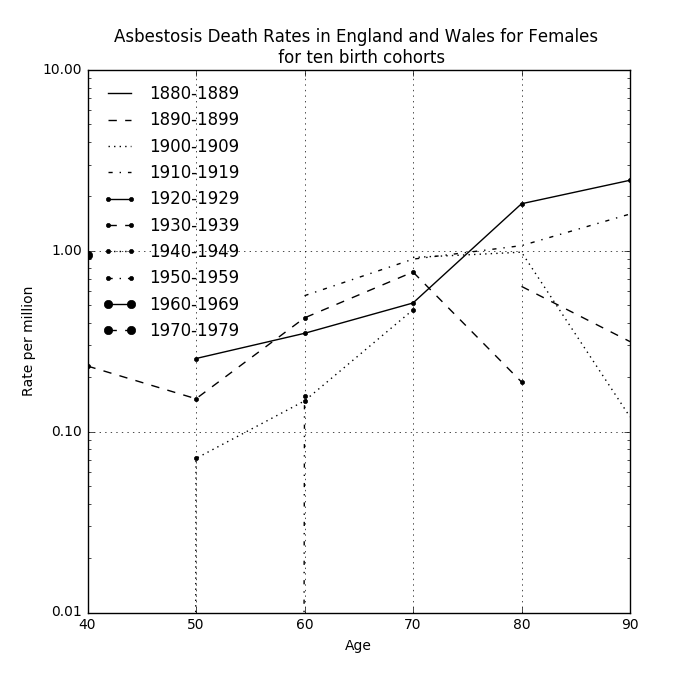 Asbestosis Death Rates in England and Wales for Females
for ten birth cohorts
10.00
1880-1889
1890-1899
1900-1909
1910-1919
1920-1929
1930-1939
1940-1949
1.00
1950-1959
1960-1969
1970-1979
Rate per million
0.10
0.01
40 50 60 70 80 90
Age